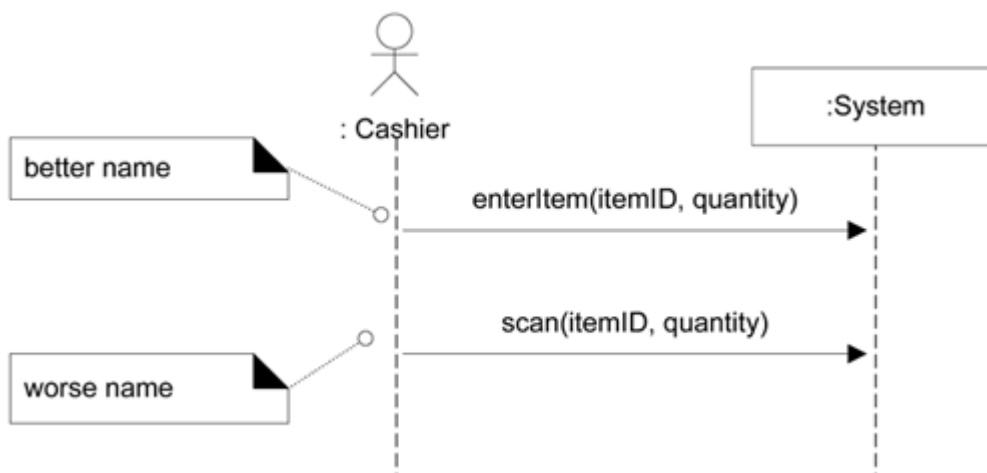 : Cashier
:System
better name
enterItem(itemID, quantity)
scan(itemID, quantity)
worse name